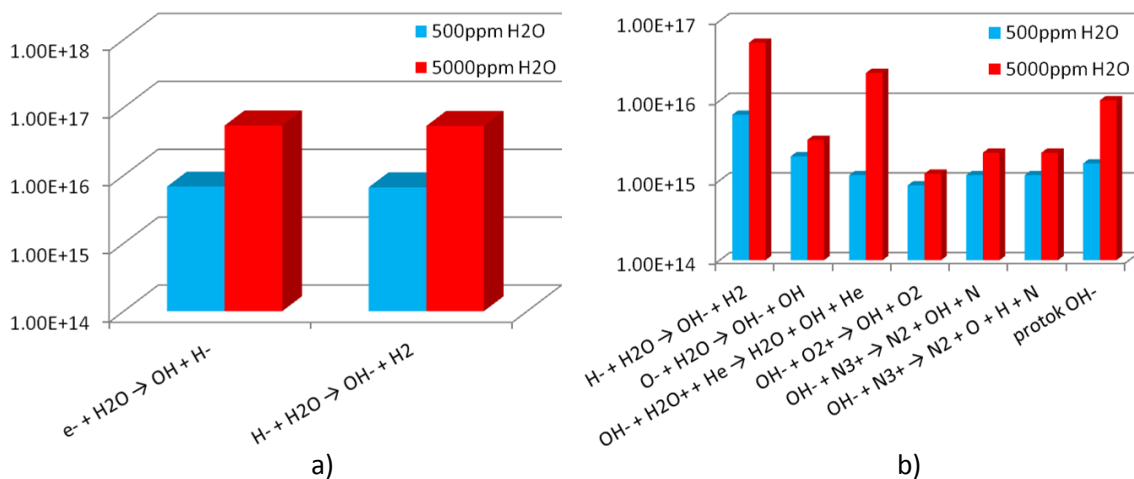 1.00E+18
1.00E+17
1.00E+16
1.00E+15
1.00E+14
500ppm H2O
5000ppm H2O
e- + H2O → OH + H-
H- + H2O → OH- + H2
a)
1.00E+17
1.00E+16
1.00E+15
1.00E+14
500ppm H2O
5000ppm H2O
H- + H2O → OH- + H2
O- + H2O → OH- + OH
OH- + H2O+ + He → H2O + OH + He
OH- + O2+ → OH + O2
OH- + N3+ → N2 + OH + N
OH- + N3+ → N2 + O + H + N
protok OH-
b)